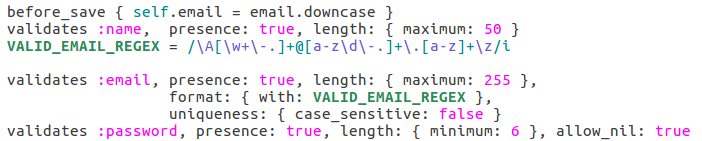 before_save { self.email = email.downcase }
validates :name,  presence: true, length: { maximum: 50 }
VALID_EMAIL_REGEX = /\A[\w+\-.]+@[a-z\d\-.]+\.[a-z]+\z/i

validates :email, presence: true, length: { maximum: 255 },
                  format: { with: VALID_EMAIL_REGEX },
                  uniqueness: { case_sensitive: false }
validates :password, presence: true, length: { minimum: 6 }, allow_nil: true